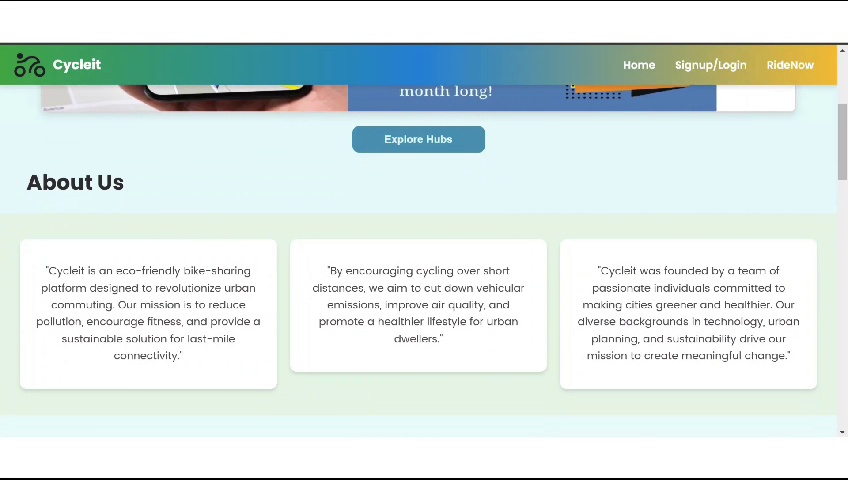 Cycleit
Home
Signup/Login
RideNow
month long!
Explore Hubs
About Us
"Cycleit is an eco-friendly bike-sharing
platform designed to revolutionize urban
commuting. Our mission is to reduce
pollution, encourage fitness, and provide a
sustainable solution for last-mile
connectivity."
"By encouraging cycling over short
distances, we aim to cut down vehicular
emissions, improve air quality, and
promote a healthier lifestyle for urban
dwellers."
"Cycleit was founded by a team of
passionate individuals committed to
making cities greener and healthier. Our
diverse backgrounds in technology, urban
planning, and sustainability drive our
mission to create meaningful change."